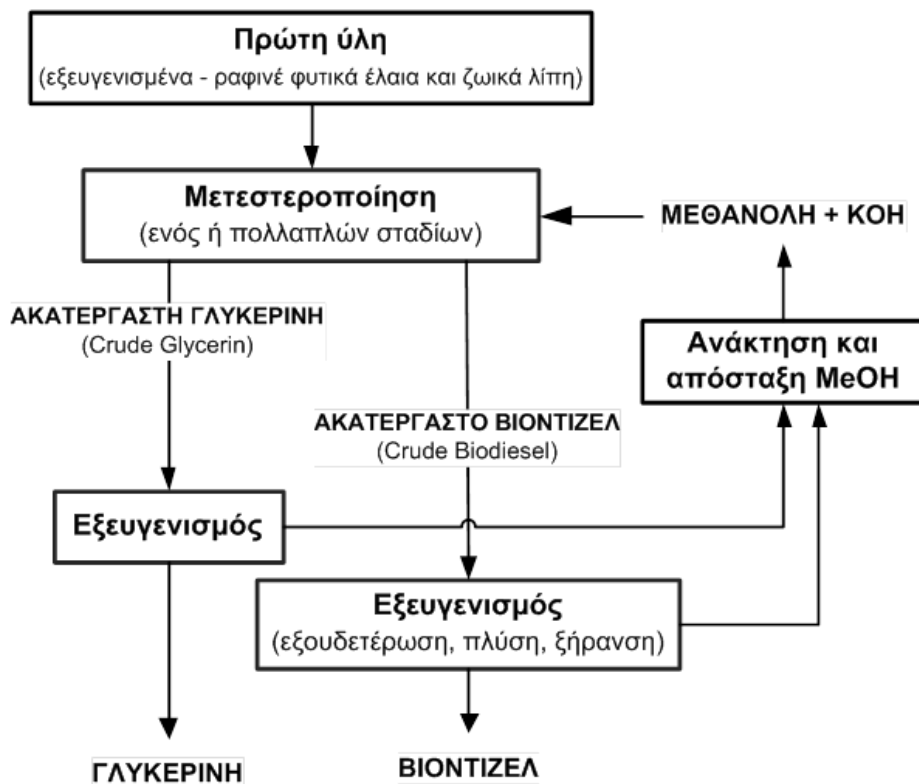 Πρώτη ύλη
(εξευγενισμένα - ραφινέ φυτικά έλαια και ζωικά λίπη)
Μετεστεροποίηση
(ενός ή πολλαπλών σταδίων)
ΜΕΘΑΝΟΛΗ + ΚΟΗ
ΑΚΑΤΕΡΓΑΣΤΗ ΓΛΥΚΕΡΙΝΗ
(Crude Glycerin)
Ανάκτηση και
απόσταξη MeOH
ΑΚΑΤΕΡΓΑΣΤΟ ΒΙΟΝΤΙΖΕΛ
(Crude Biodiesel)
Εξευγενισμός
Εξευγενισμός
(εξουδετέρωση, πλύση, ξήρανση)
ΓΛΥΚΕΡΙΝΗ
ΒΙΟΝΤΙΖΕΛ